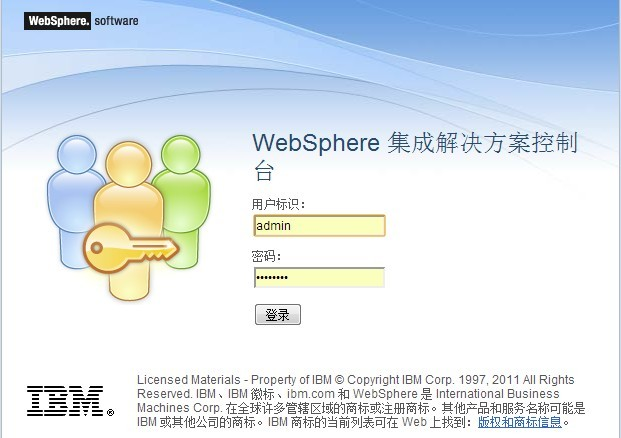 WebSphere. software
WebSphere 集成解决方案控制
台
用户标识：
admin
密码：
••••••••
登录
Licensed Materials - Property of IBM © Copyright IBM Corp. 1997, 2011 All Rights
Reserved. IBM、IBM 徽标、ibm.com 和 WebSphere 是 International Business
Machines Corp. 在全球许多管辖区域的商标或注册商标。其他产品和服务名称可能是
IBM 或其他公司的商标。IBM 商标的当前列表可在 Web 上找到：版权和商标信息。
IBM®